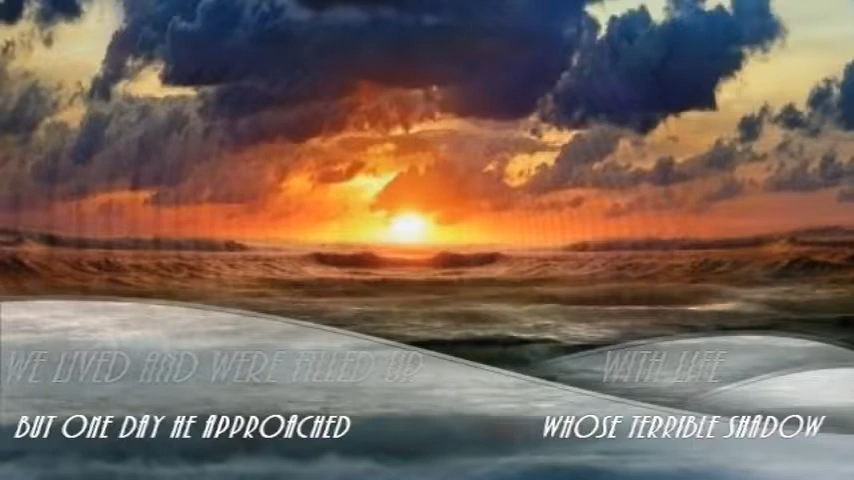 WE LIVED AND WERE FILLED UP WITH LIFE
BUT ONE DAY HE APPROACHED WHOSE TERRIBLE SHADOW